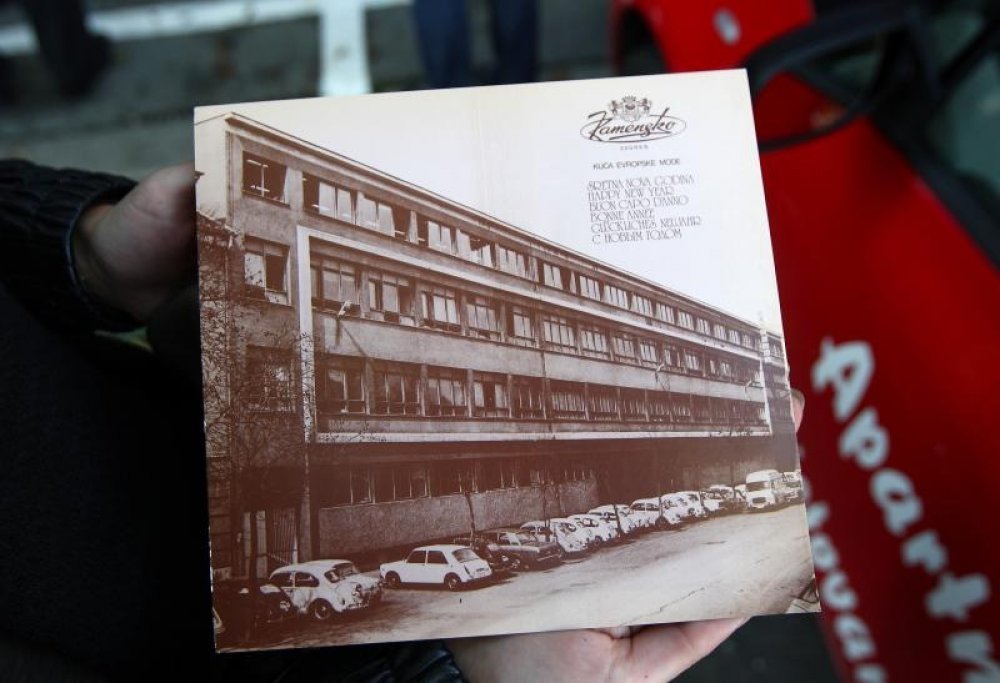 Kamensko
ZAGREB
KUĆA EVROPSKE MODE
SRETNA NOVA GODINA
HAPPY NEW YEAR
BUON CAPO D'ANNO
BONNE ANNÉE
GLÜCKLICHES NEUJAHR
С НОВЫМ ГОДОМ
Apartm